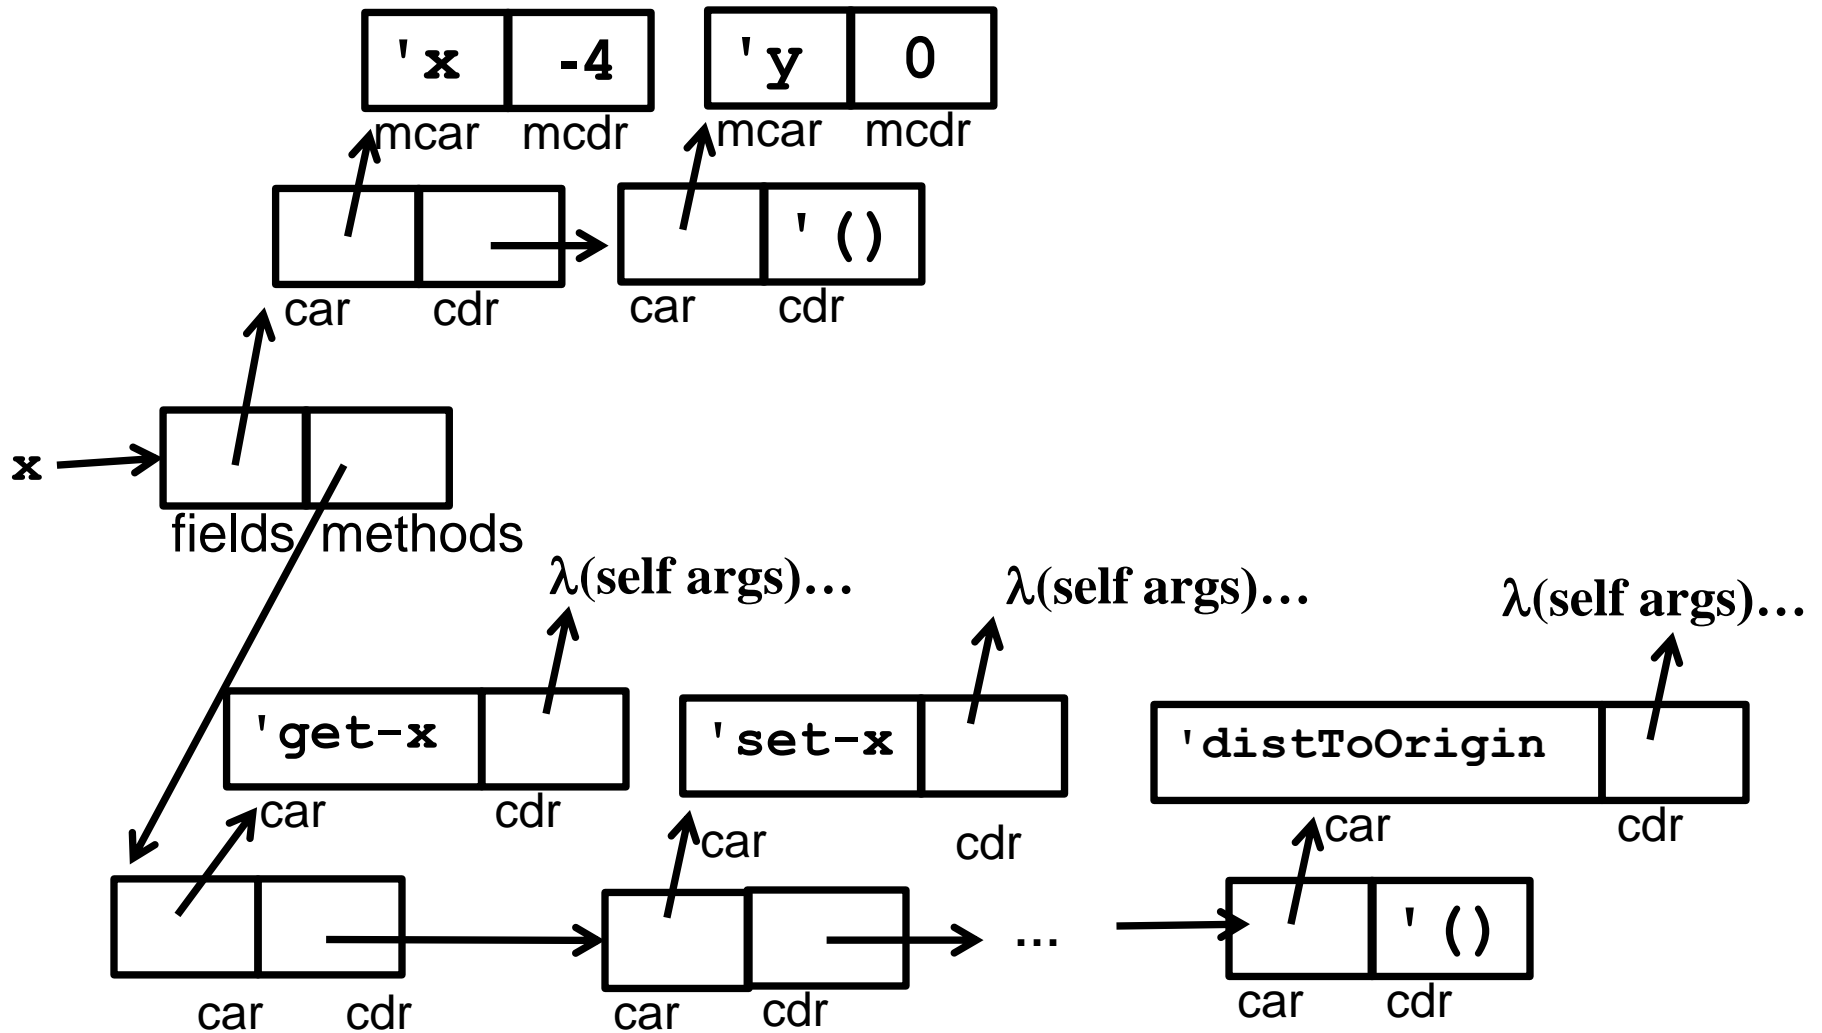 'x -4 'y 0
mcar mcdr mcar mcdr
'()
car cdr car cdr
x
fields methods
λ(self args)… λ(self args)… λ(self args)…
'get-x 'set-x 'distToOrigin
car cdr car cdr car cdr
… '()
car cdr car cdr car cdr